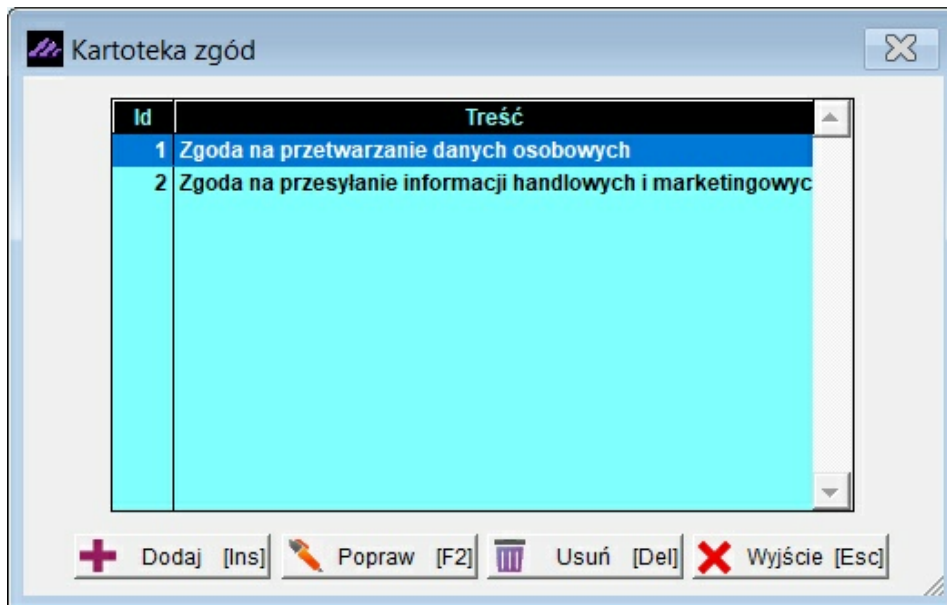 Kartoteka zgód
Id Treść
1 Zgoda na przetwarzanie danych osobowych
2 Zgoda na przesyłanie informacji handlowych i marketingowyc
Dodaj [Ins] Popraw [F2] Usuń [Del] Wyjście [Esc]